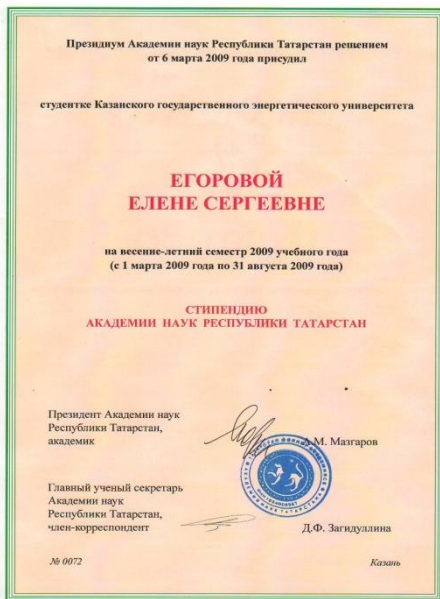 Президиум Академии наук Республики Татарстан решением
от 6 марта 2009 года присудил
студентке Казанского государственного энергетического университета
ЕГОРОВОЙ
ЕЛЕНЕ СЕРГЕЕВНЕ
на весенне-летний семестр 2009 учебного года
(с 1 марта 2009 года по 31 августа 2009 года)
СТИПЕНДИЮ
АКАДЕМИИ НАУК РЕСПУБЛИКИ ТАТАРСТАН
Президент Академии наук
Республики Татарстан,
академик
А.М. Мазгаров
Главный ученый секретарь
Академии наук
Республики Татарстан,
член-корреспондент
Д.Ф. Загидуллина
№ 0072
Казань